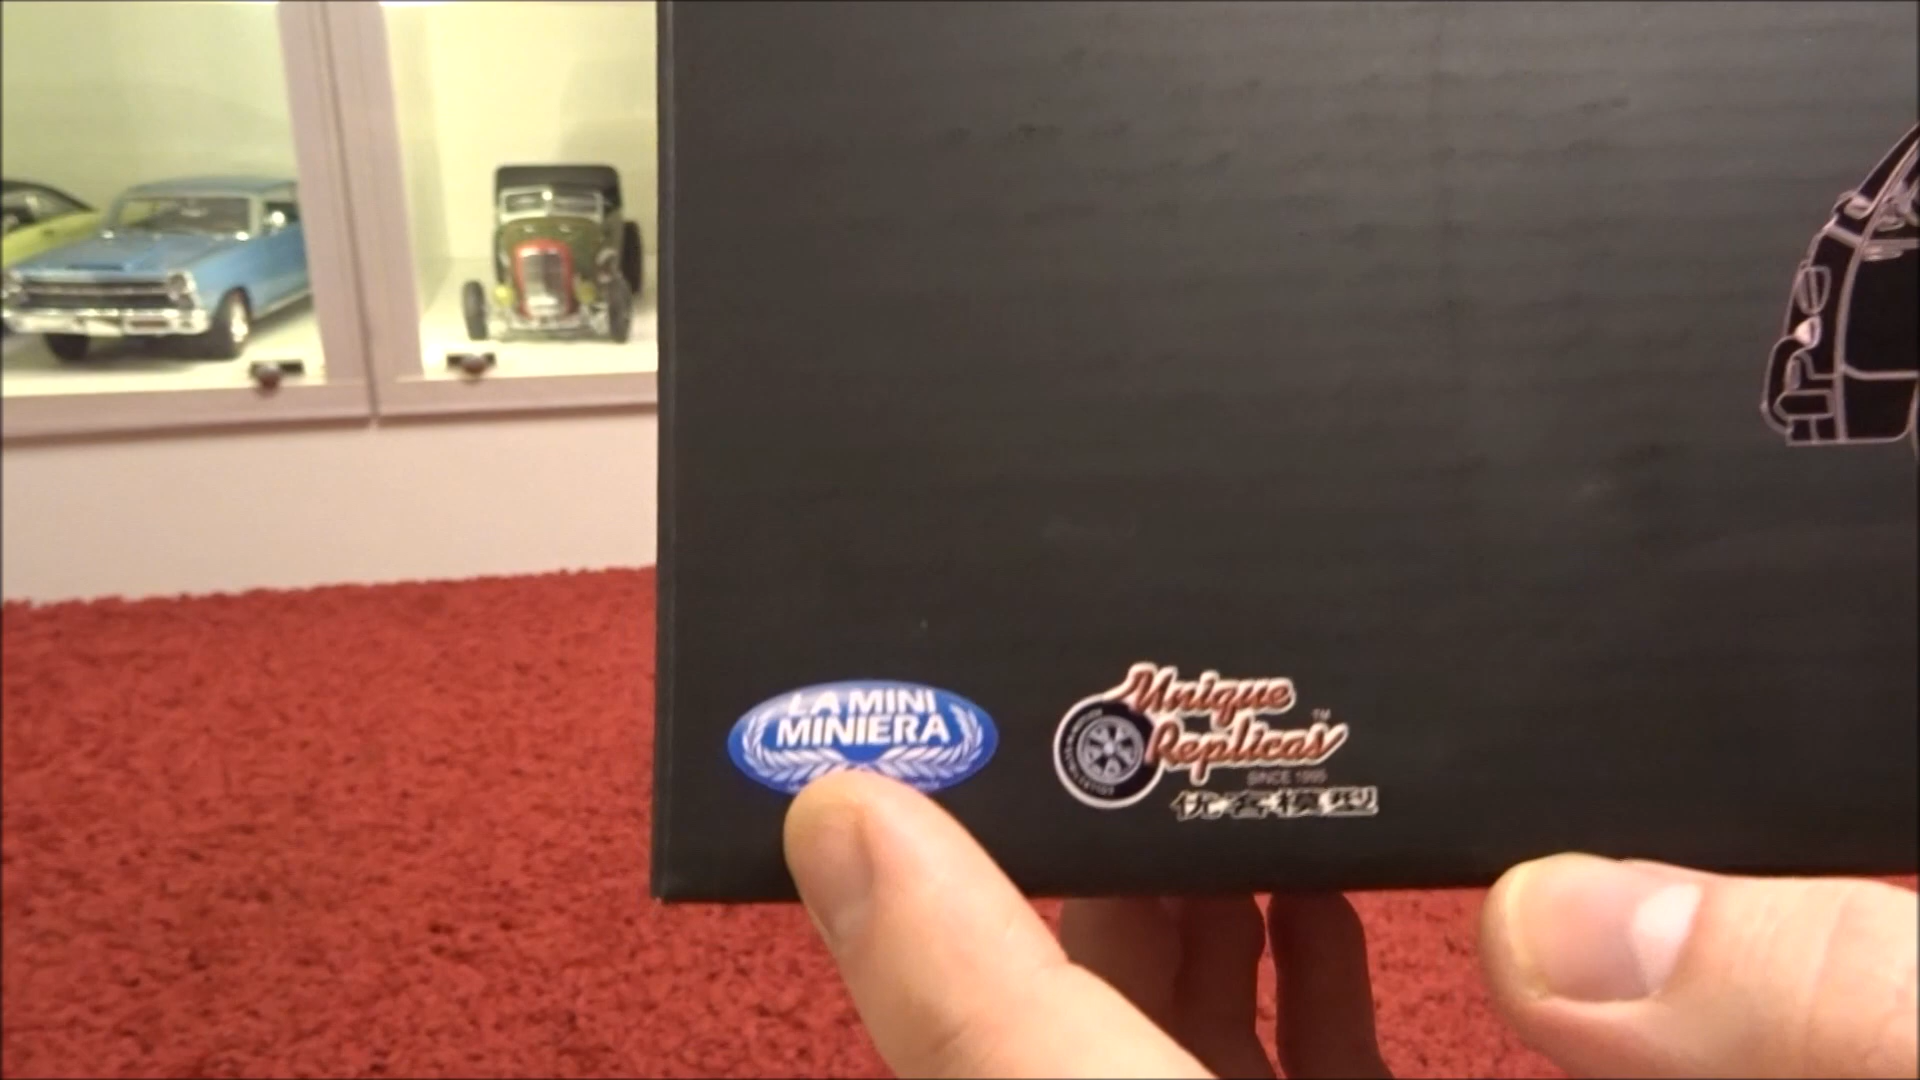 LA MINI
MINIERA
Unique
Replicas
TM
SINCE 1995
优客模型